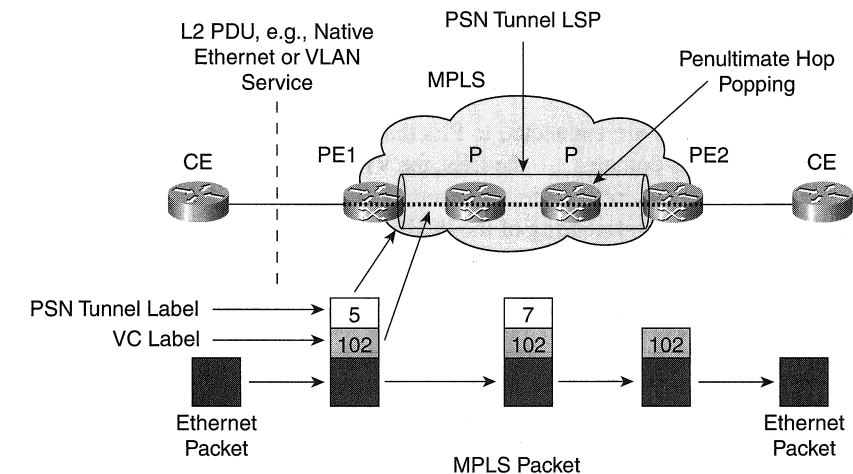 PSN Tunnel LSP
L2 PDU, e.g., Native
Ethernet or VLAN
Service
MPLS
Penultimate Hop
Popping
CE
PE1
P
P
PE2
CE
PSN Tunnel Label
5
7
VC Label
102
102
102
Ethernet
Packet
Ethernet
Packet
MPLS Packet